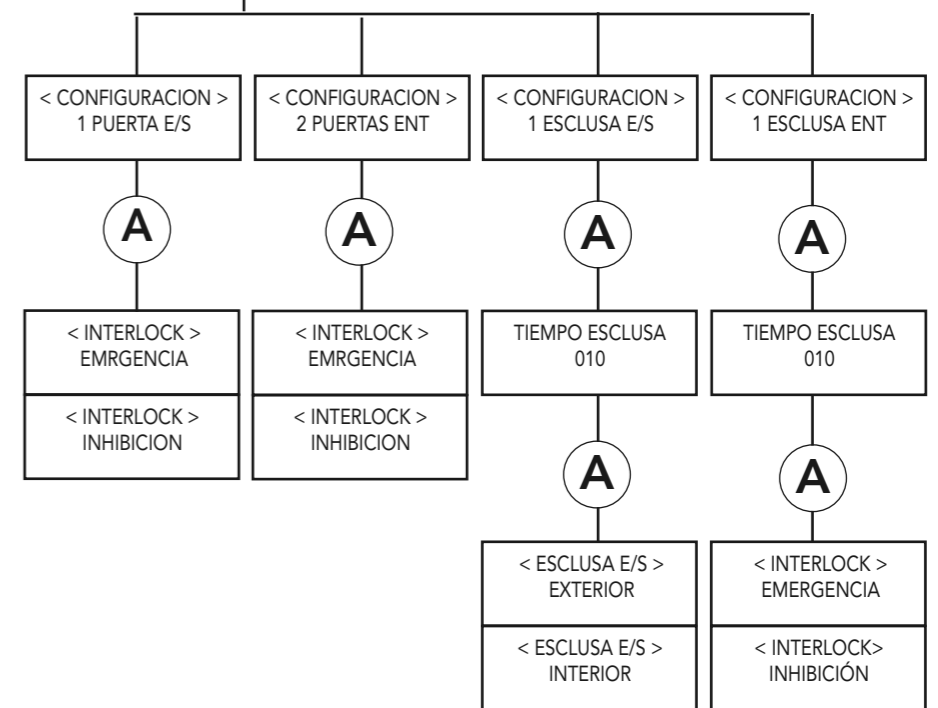 < CONFIGURACION >
1 PUERTA E/S
< CONFIGURACION >
2 PUERTAS ENT
< CONFIGURACION >
1 ESCLUSA E/S
< CONFIGURACION >
1 ESCLUSA ENT
A
A
A
A
< INTERLOCK >
EMRGENCIA
< INTERLOCK >
INHIBICION
< INTERLOCK >
EMRGENCIA
< INTERLOCK >
INHIBICION
TIEMPO ESCLUSA
010
TIEMPO ESCLUSA
010
A
A
< ESCLUSA E/S >
EXTERIOR
< ESCLUSA E/S >
INTERIOR
< INTERLOCK >
EMERGENCIA
< INTERLOCK>
INHIBICIÓN